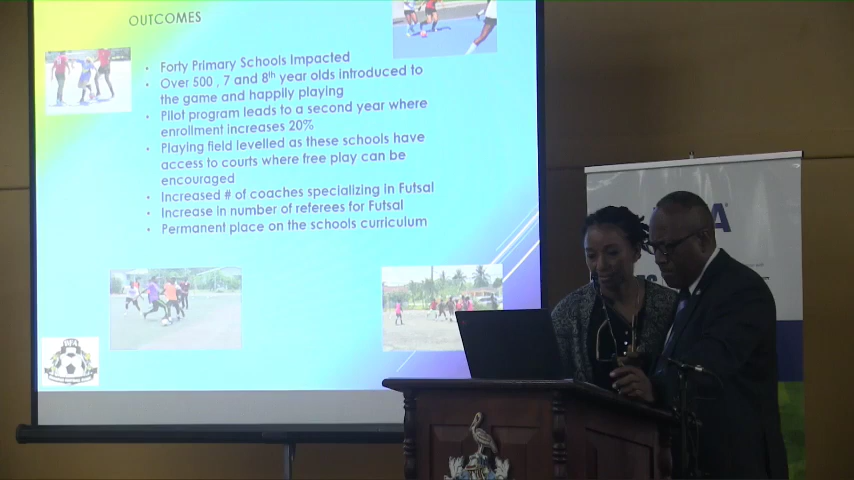 OUTCOMES
• Forty Primary Schools Impacted
• Over 500 , 7 and 8th year olds introduced to
the game and happily playing
• Pilot program leads to a second year where
enrollment increases 20%
• Playing field levelled as these schools have
access to courts where free play can be
encouraged
• Increased # of coaches specializing in Futsal
• Increase in number of referees for Futsal
• Permanent place on the schools curriculum